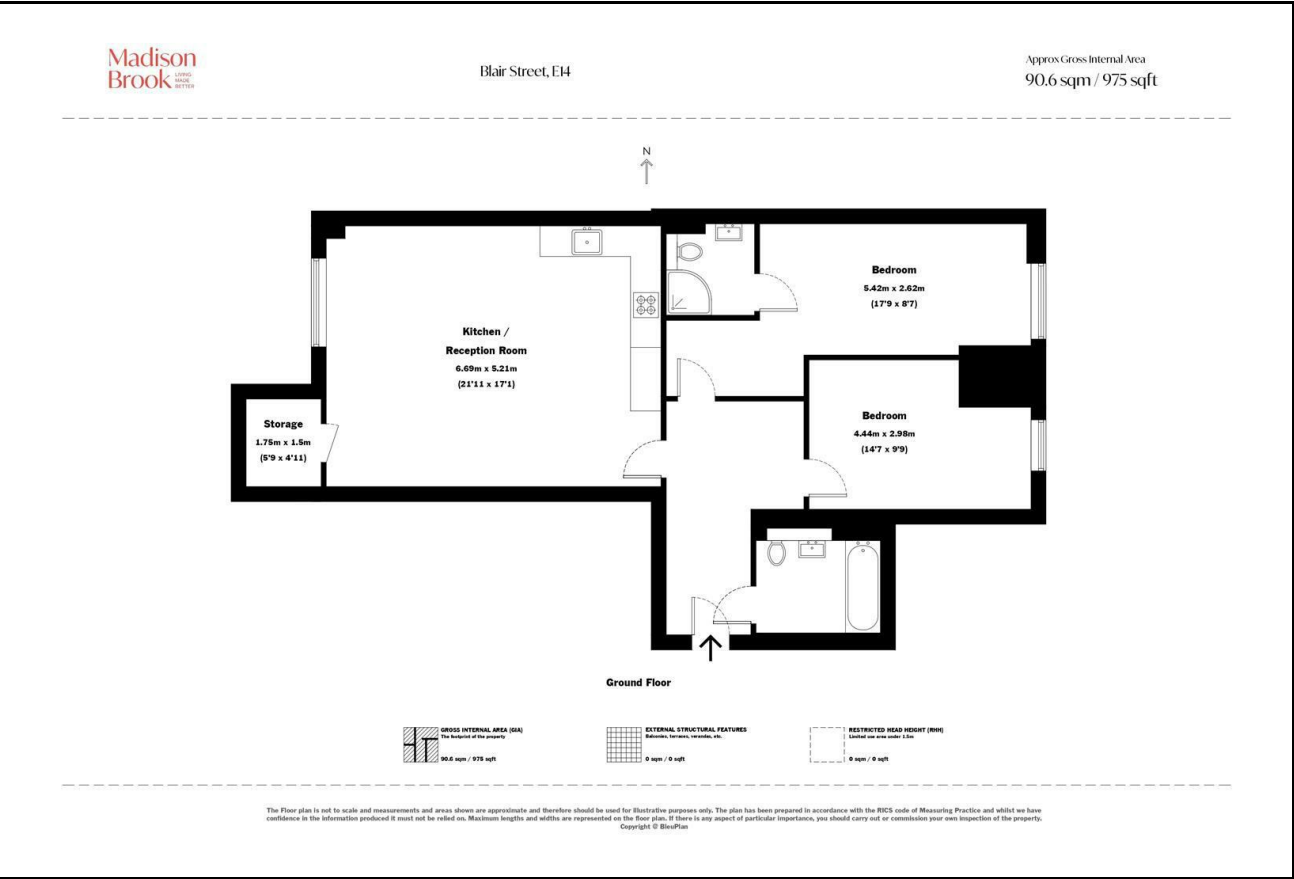 Madison
Brook LIVING MADE BETTER
Blair Street, E14
Approx Gross Internal Area
90.6 sqm / 975 sqft
N
Bedroom
5.42m x 2.62m
(17'9 x 8'7)
Kitchen /
Reception Room
6.69m x 5.21m
(21'11 x 17'1)
Storage
1.75m x 1.5m
(5'9 x 4'11)
Bedroom
4.44m x 2.98m
(14'7 x 9'9)
Ground Floor
GROSS INTERNAL AREA (GIA)
The footprint of the property
90.6 sqm / 975 sqft
EXTERNAL STRUCTURAL FEATURES
Balconies, terraces, verandas, etc.
0 sqm / 0 sqft
RESTRICTED HEAD HEIGHT (RHH)
Limited use area under 1.5m
0 sqm / 0 sqft
The Floor plan is not to scale and measurements and areas shown are approximate and therefore should be used for illustrative purposes only. The plan has been prepared in accordance with the RICS code of Measuring Practice and whilst we have
confidence in the information produced it must not be relied on. Maximum lengths and widths are represented on the floor plan. If there is any aspect of particular importance, you should carry out or commission your own inspection of the property.
Copyright @ BleuPlan